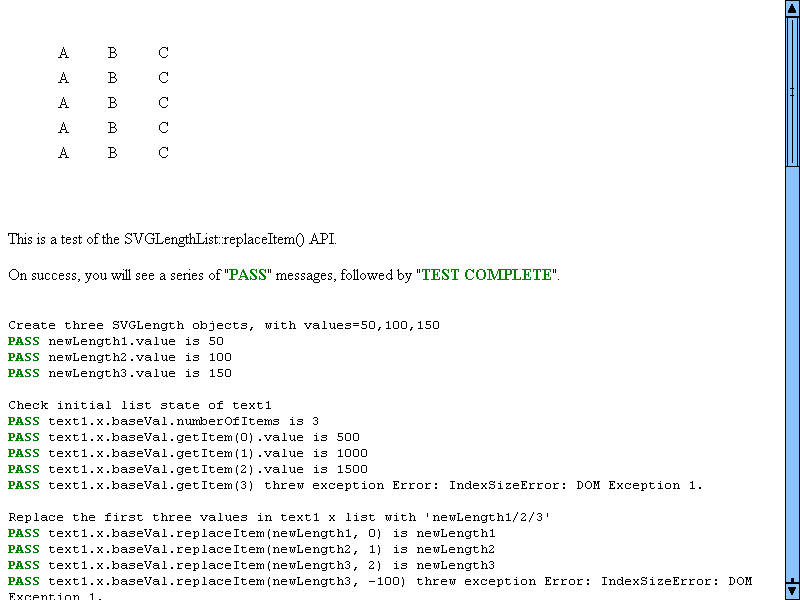 A B C
A B C
A B C
A B C
A B C
This is a test of the SVGLengthList::replaceItem() API.
On success, you will see a series of "PASS" messages, followed by "TEST COMPLETE".
Create three SVGLength objects, with values=50,100,150
PASS newLength1.value is 50
PASS newLength2.value is 100
PASS newLength3.value is 150
Check initial list state of text1
PASS text1.x.baseVal.numberOfItems is 3
PASS text1.x.baseVal.getItem(0).value is 500
PASS text1.x.baseVal.getItem(1).value is 1000
PASS text1.x.baseVal.getItem(2).value is 1500
PASS text1.x.baseVal.getItem(3) threw exception Error: IndexSizeError: DOM Exception 1.
Replace the first three values in text1 x list with 'newLength1/2/3'
PASS text1.x.baseVal.replaceItem(newLength1, 0) is newLength1
PASS text1.x.baseVal.replaceItem(newLength2, 1) is newLength2
PASS text1.x.baseVal.replaceItem(newLength3, 2) is newLength3
PASS text1.x.baseVal.replaceItem(newLength3, -100) threw exception Error: IndexSizeError: DOM
Exception 1.